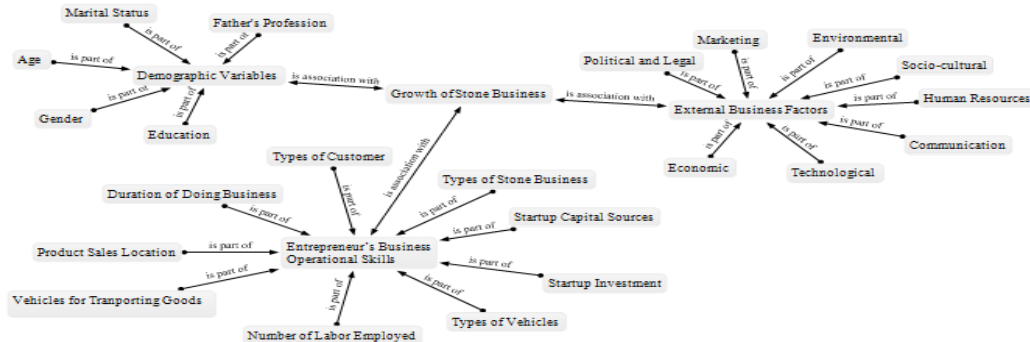 Marital Status
Father's Profession
is part of
is part of
Age
is part of
Demographic Variables
is part of
Gender
is part of
Education
is association with
Growth of Stone Business
is association with
Marketing
Environmental
Political and Legal
is part of
is part of
is part of
is part of
Socio-cultural
is part of
Human Resources
External Business Factors
is part of
Communication
is part of
is part of
Economic
Technological
is association with
Types of Customer
is part of
Types of Stone Business
is part of
Duration of Doing Business
is part of
Startup Capital Sources
is part of
Product Sales Location
is part of
Entrepreneur's Business
Operational Skills
is part of
Startup Investment
is part of
Vehicles for Tranporting Goods
is part of
is part of
Types of Vehicles
Number of Labor Employed